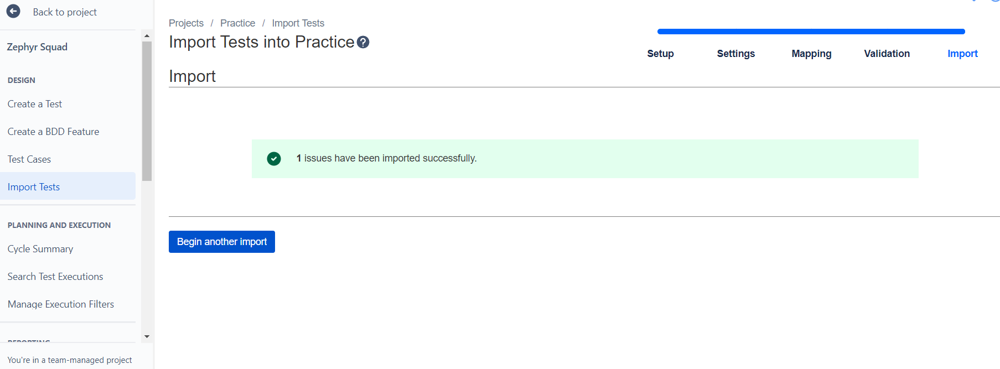 Back to project
Zephyr Squad
DESIGN
Create a Test
Create a BDD Feature
Test Cases
Import Tests
PLANNING AND EXECUTION
Cycle Summary
Search Test Executions
Manage Execution Filters
REPORTING
You're in a team-managed project
Projects / Practice / Import Tests
Import Tests into Practice ?
Setup Settings Mapping Validation Import
Import
1 issues have been imported successfully.
Begin another import